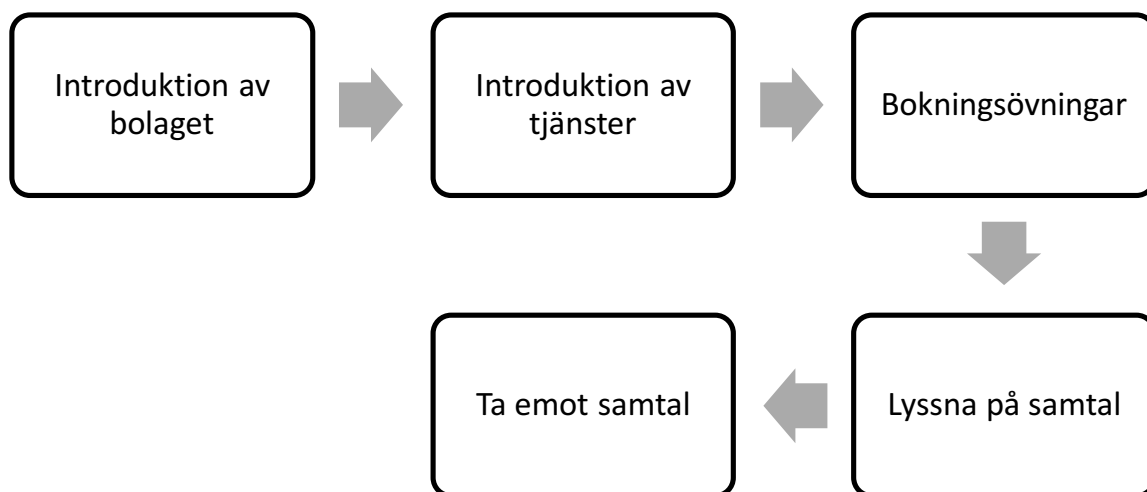 Introduktion av
bolaget
Introduktion av
tjänster
Bokningsövningar
Lyssna på samtal
Ta emot samtal